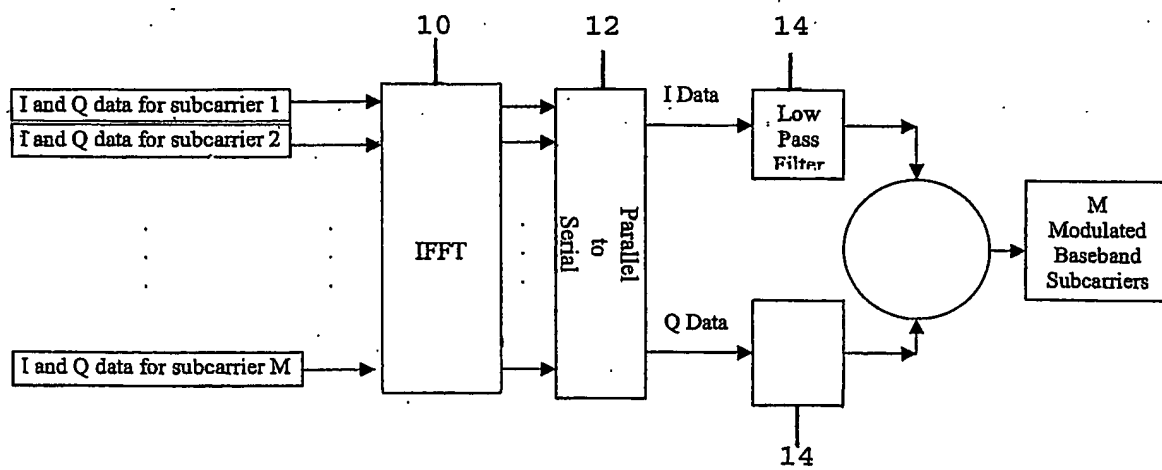 10
12
14
I and Q data for subcarrier 1
I and Q data for subcarrier 2
I and Q data for subcarrier M
IFFT
Parallel
to
Serial
I Data
Q Data
Low
Pass
Filter
14
M
Modulated
Baseband
Subcarriers